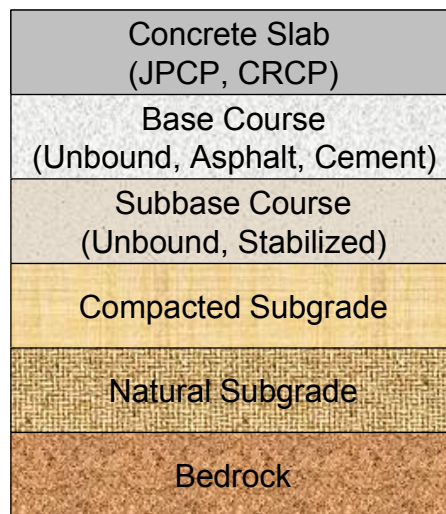 Concrete Slab
(JPCP, CRCP)
Base Course
(Unbound, Asphalt, Cement)
Subbase Course
(Unbound, Stabilized)
Compacted Subgrade
Natural Subgrade
Bedrock